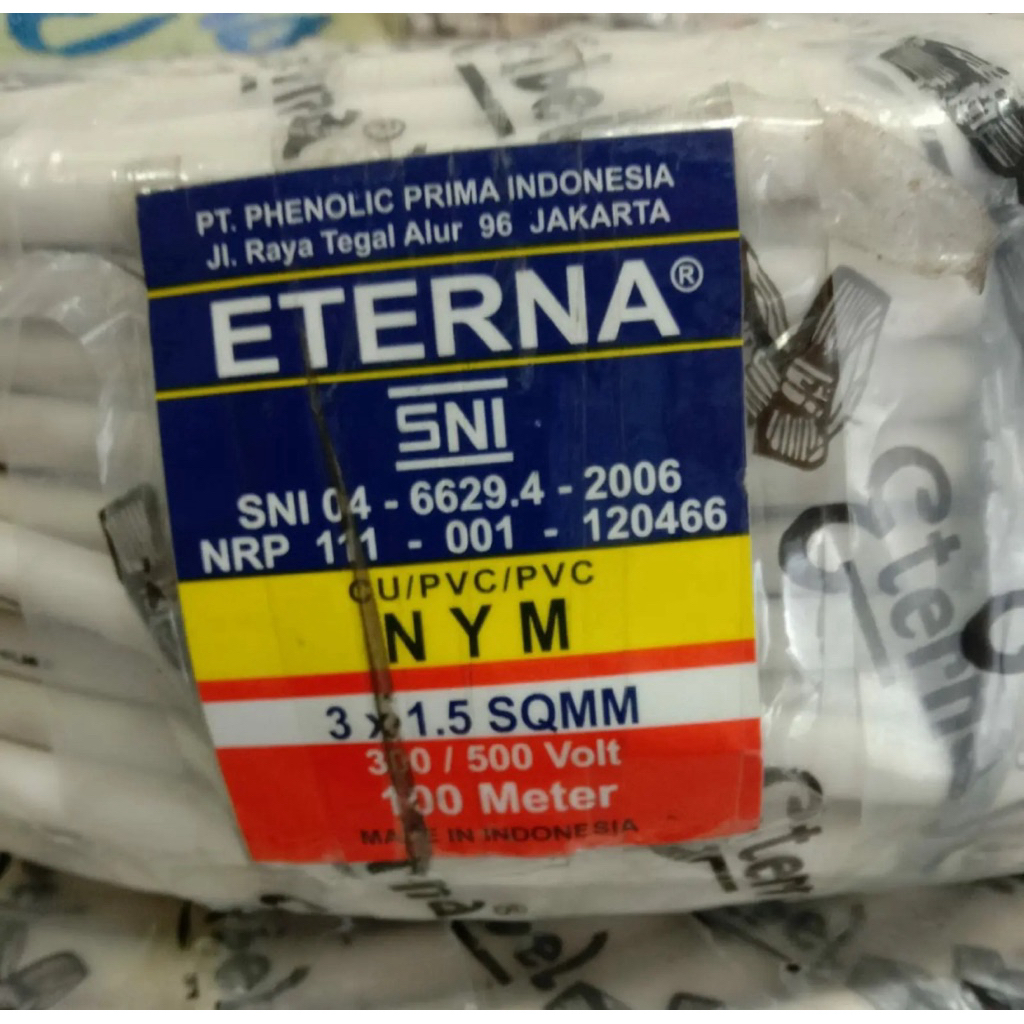 PT. PHENOLIC PRIMA INDONESIA
Jl. Raya Tegal Alur 96 JAKARTA
ETERNA®
SNI
SNI 04 - 6629.4 - 2006
NRP 111 - 001 - 120466
CU/PVC/PVC
NYM
3 x 1.5 SQMM
300 / 500 Volt
100 Meter
MADE IN INDONESIA
Eterna